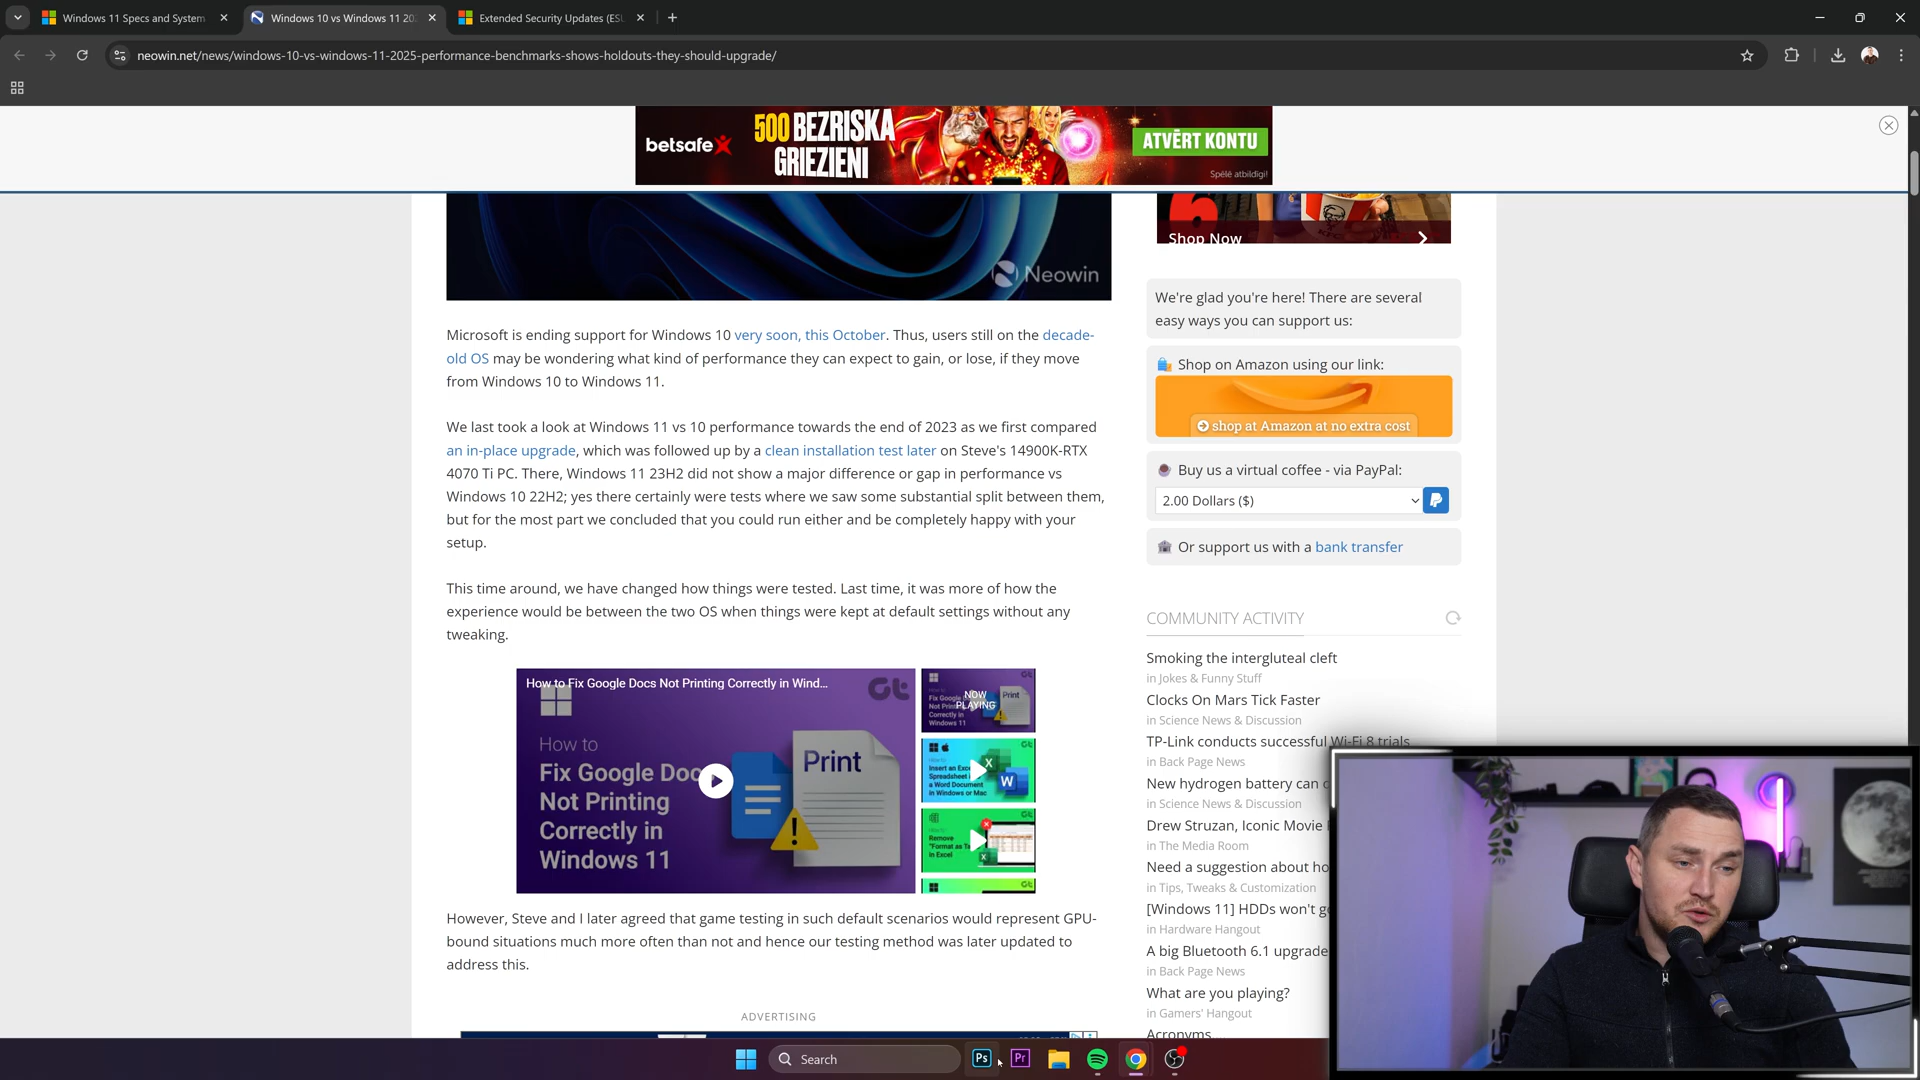 Windows 11 Specs and System
Windows 10 vs Windows 11 20
Extended Security Updates (ESU
neowin.net/news/windows-10-vs-windows-11-2025-performance-benchmarks-shows-holdouts-they-should-upgrade/
betsafe
500 BEZRISKA
GRIEZIENI
ATVĒRT KONTU
Spēlē atbildīgi!
Neowin
Microsoft is ending support for Windows 10 very soon, this October. Thus, users still on the decade-
old OS may be wondering what kind of performance they can expect to gain, or lose, if they move
from Windows 10 to Windows 11.
We last took a look at Windows 11 vs 10 performance towards the end of 2023 as we first compared
an in-place upgrade, which was followed up by a clean installation test later on Steve's 14900K-RTX
4070 Ti PC. There, Windows 11 23H2 did not show a major difference or gap in performance vs
Windows 10 22H2; yes there certainly were tests where we saw some substantial split between them,
but for the most part we concluded that you could run either and be completely happy with your
setup.
This time around, we have changed how things were tested. Last time, it was more of how the
experience would be between the two OS when things were kept at default settings without any
tweaking.
How to Fix Google Docs Not Printing Correctly in Wind...
How to
Fix Google Doc
Not Printing
Correctly in
Windows 11
Print
NOW
PLAYING
Print
Insert an Exce
Spreadsheet i
a Word Document
in Windows or Mac
Remove
"Format as Ta
in Excel
However, Steve and I later agreed that game testing in such default scenarios would represent GPU-
bound situations much more often than not and hence our testing method was later updated to
address this.
ADVERTISING
Shop Now
We're glad you're here! There are several
easy ways you can support us:
Shop on Amazon using our link:
shop at Amazon at no extra cost
Buy us a virtual coffee - via PayPal:
2.00 Dollars ($)
Or support us with a bank transfer
COMMUNITY ACTIVITY
Smoking the intergluteal cleft
in Jokes & Funny Stuff
Clocks On Mars Tick Faster
in Science News & Discussion
TP-Link conducts successful Wi-Fi 8 trials
in Back Page News
New hydrogen battery can
in Science News & Discussion
Drew Struzan, Iconic Movie
in The Media Room
Need a suggestion about ho
in Tips, Tweaks & Customization
[Windows 11] HDDs won't g
in Hardware Hangout
A big Bluetooth 6.1 upgrade
in Back Page News
What are you playing?
in Gamers' Hangout
Acronyms...
Search
Ps
Pr